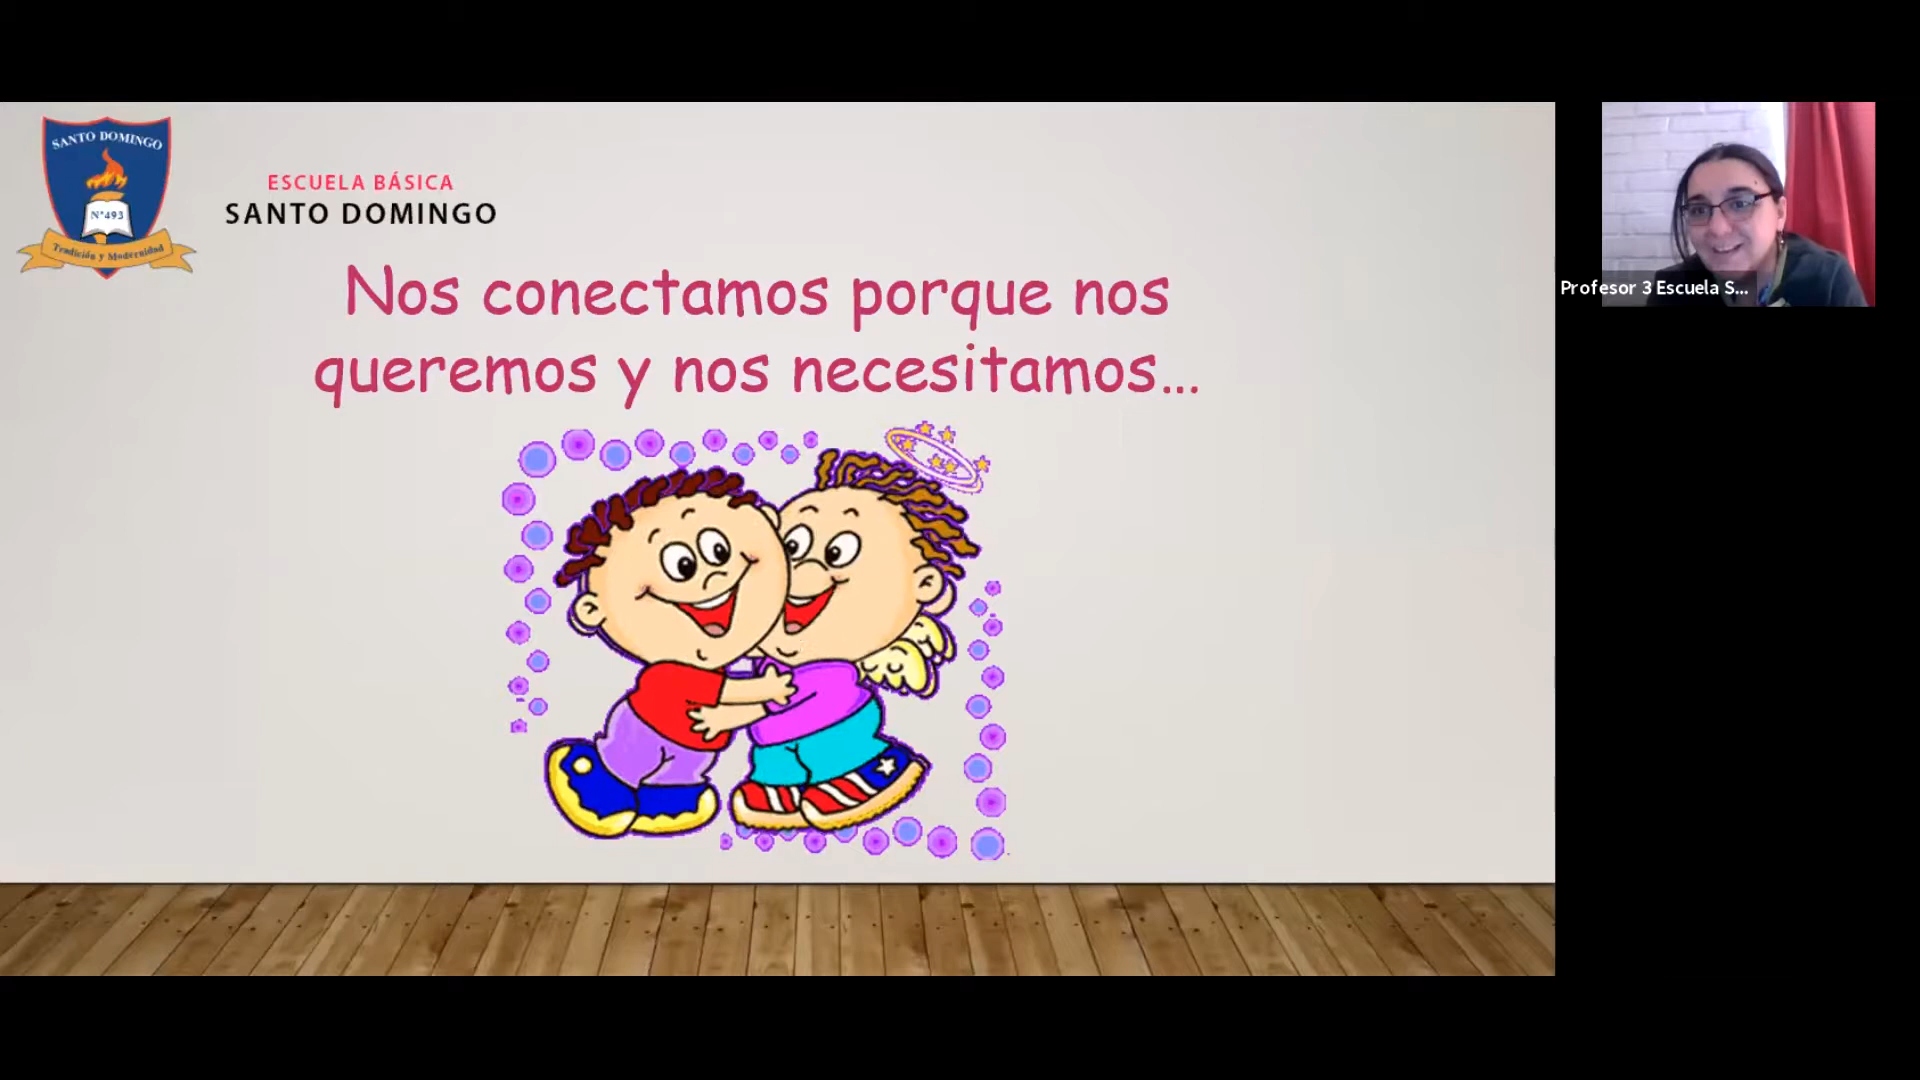 SANTO DOMINGO
N°493
Tradición y Modernidad
ESCUELA BÁSICA
SANTO DOMINGO
Nos conectamos porque nos
queremos y nos necesitamos...
Profesor 3 Escuela S...